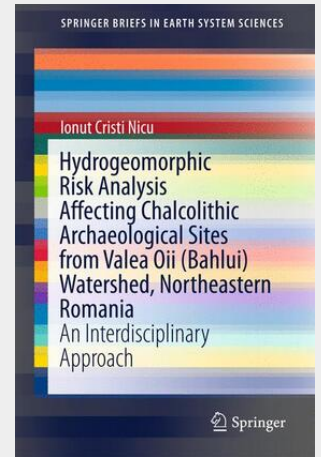 SPRINGER BRIEFS IN EARTH SYSTEM SCIENCES
Ionut Cristi Nicu
Hydrogeomorphic
Risk Analysis
Affecting Chalcolithic
Archaeological Sites
from Valea Oii (Bahlui)
Watershed, Northeastern
Romania
An Interdisciplinary
Approach
Springer